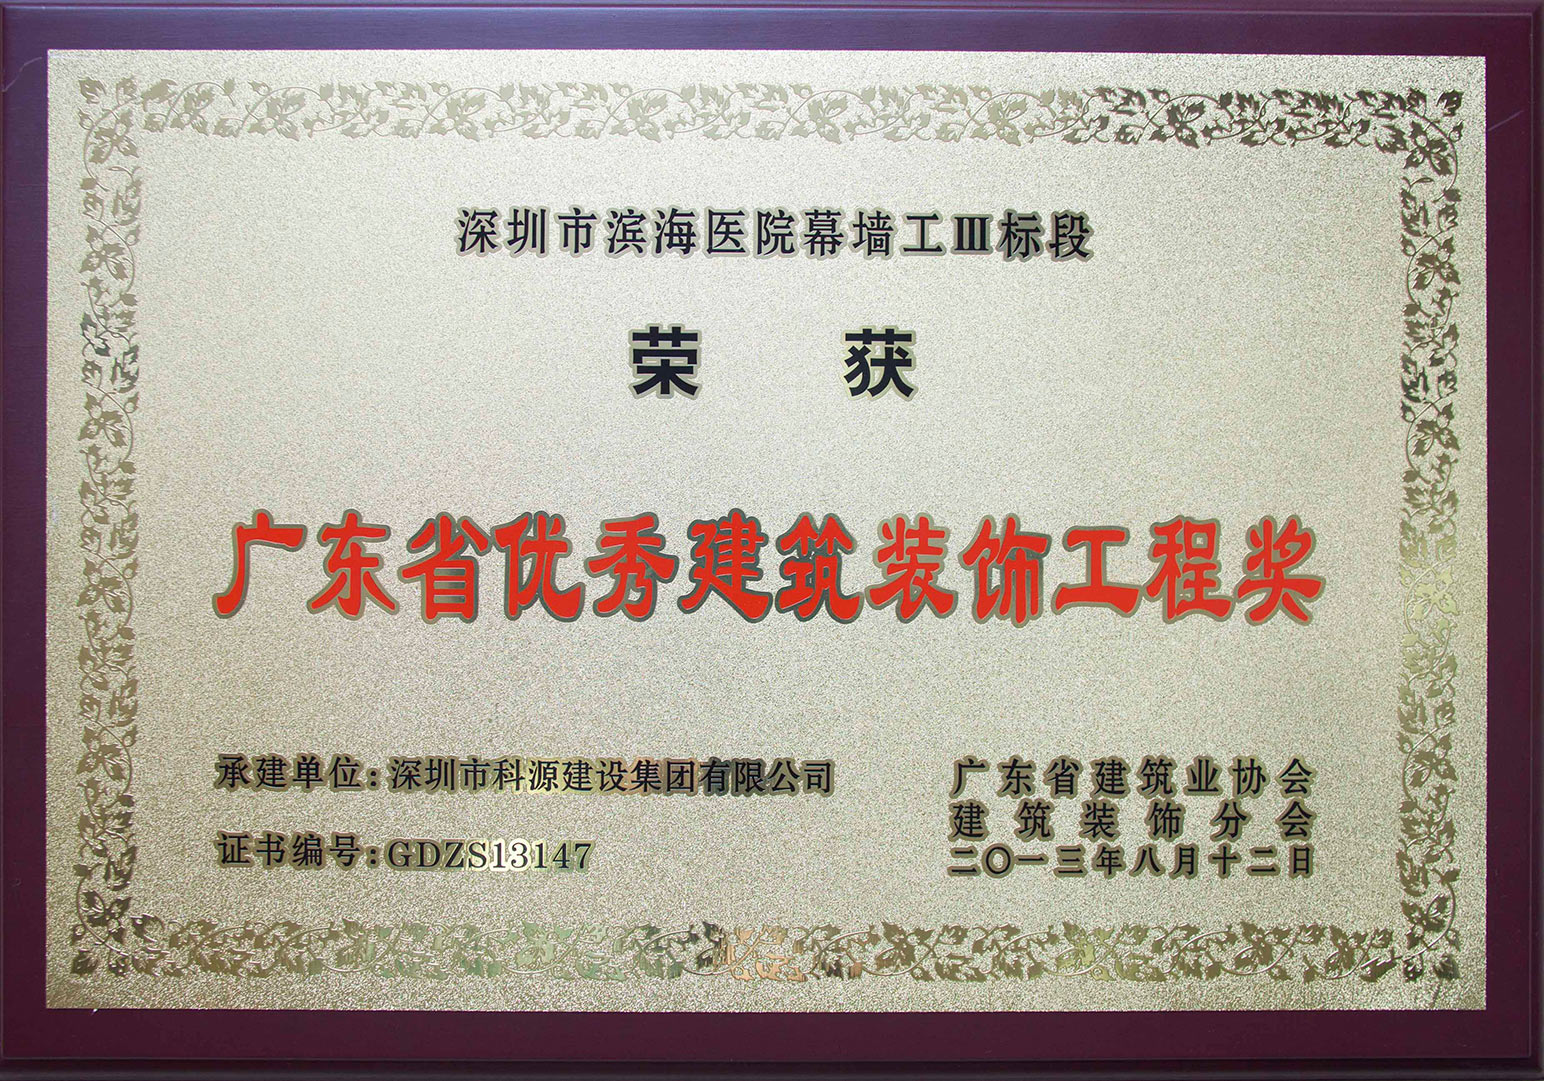 深圳市滨海医院幕墙工Ⅲ标段
荣获
广东省优秀建筑装饰工程奖
承建单位:深圳市科源建设集团有限公司
证书编号:GDZS13147
广东省建筑业协会
建筑装饰分会
二〇一三年八月十二日